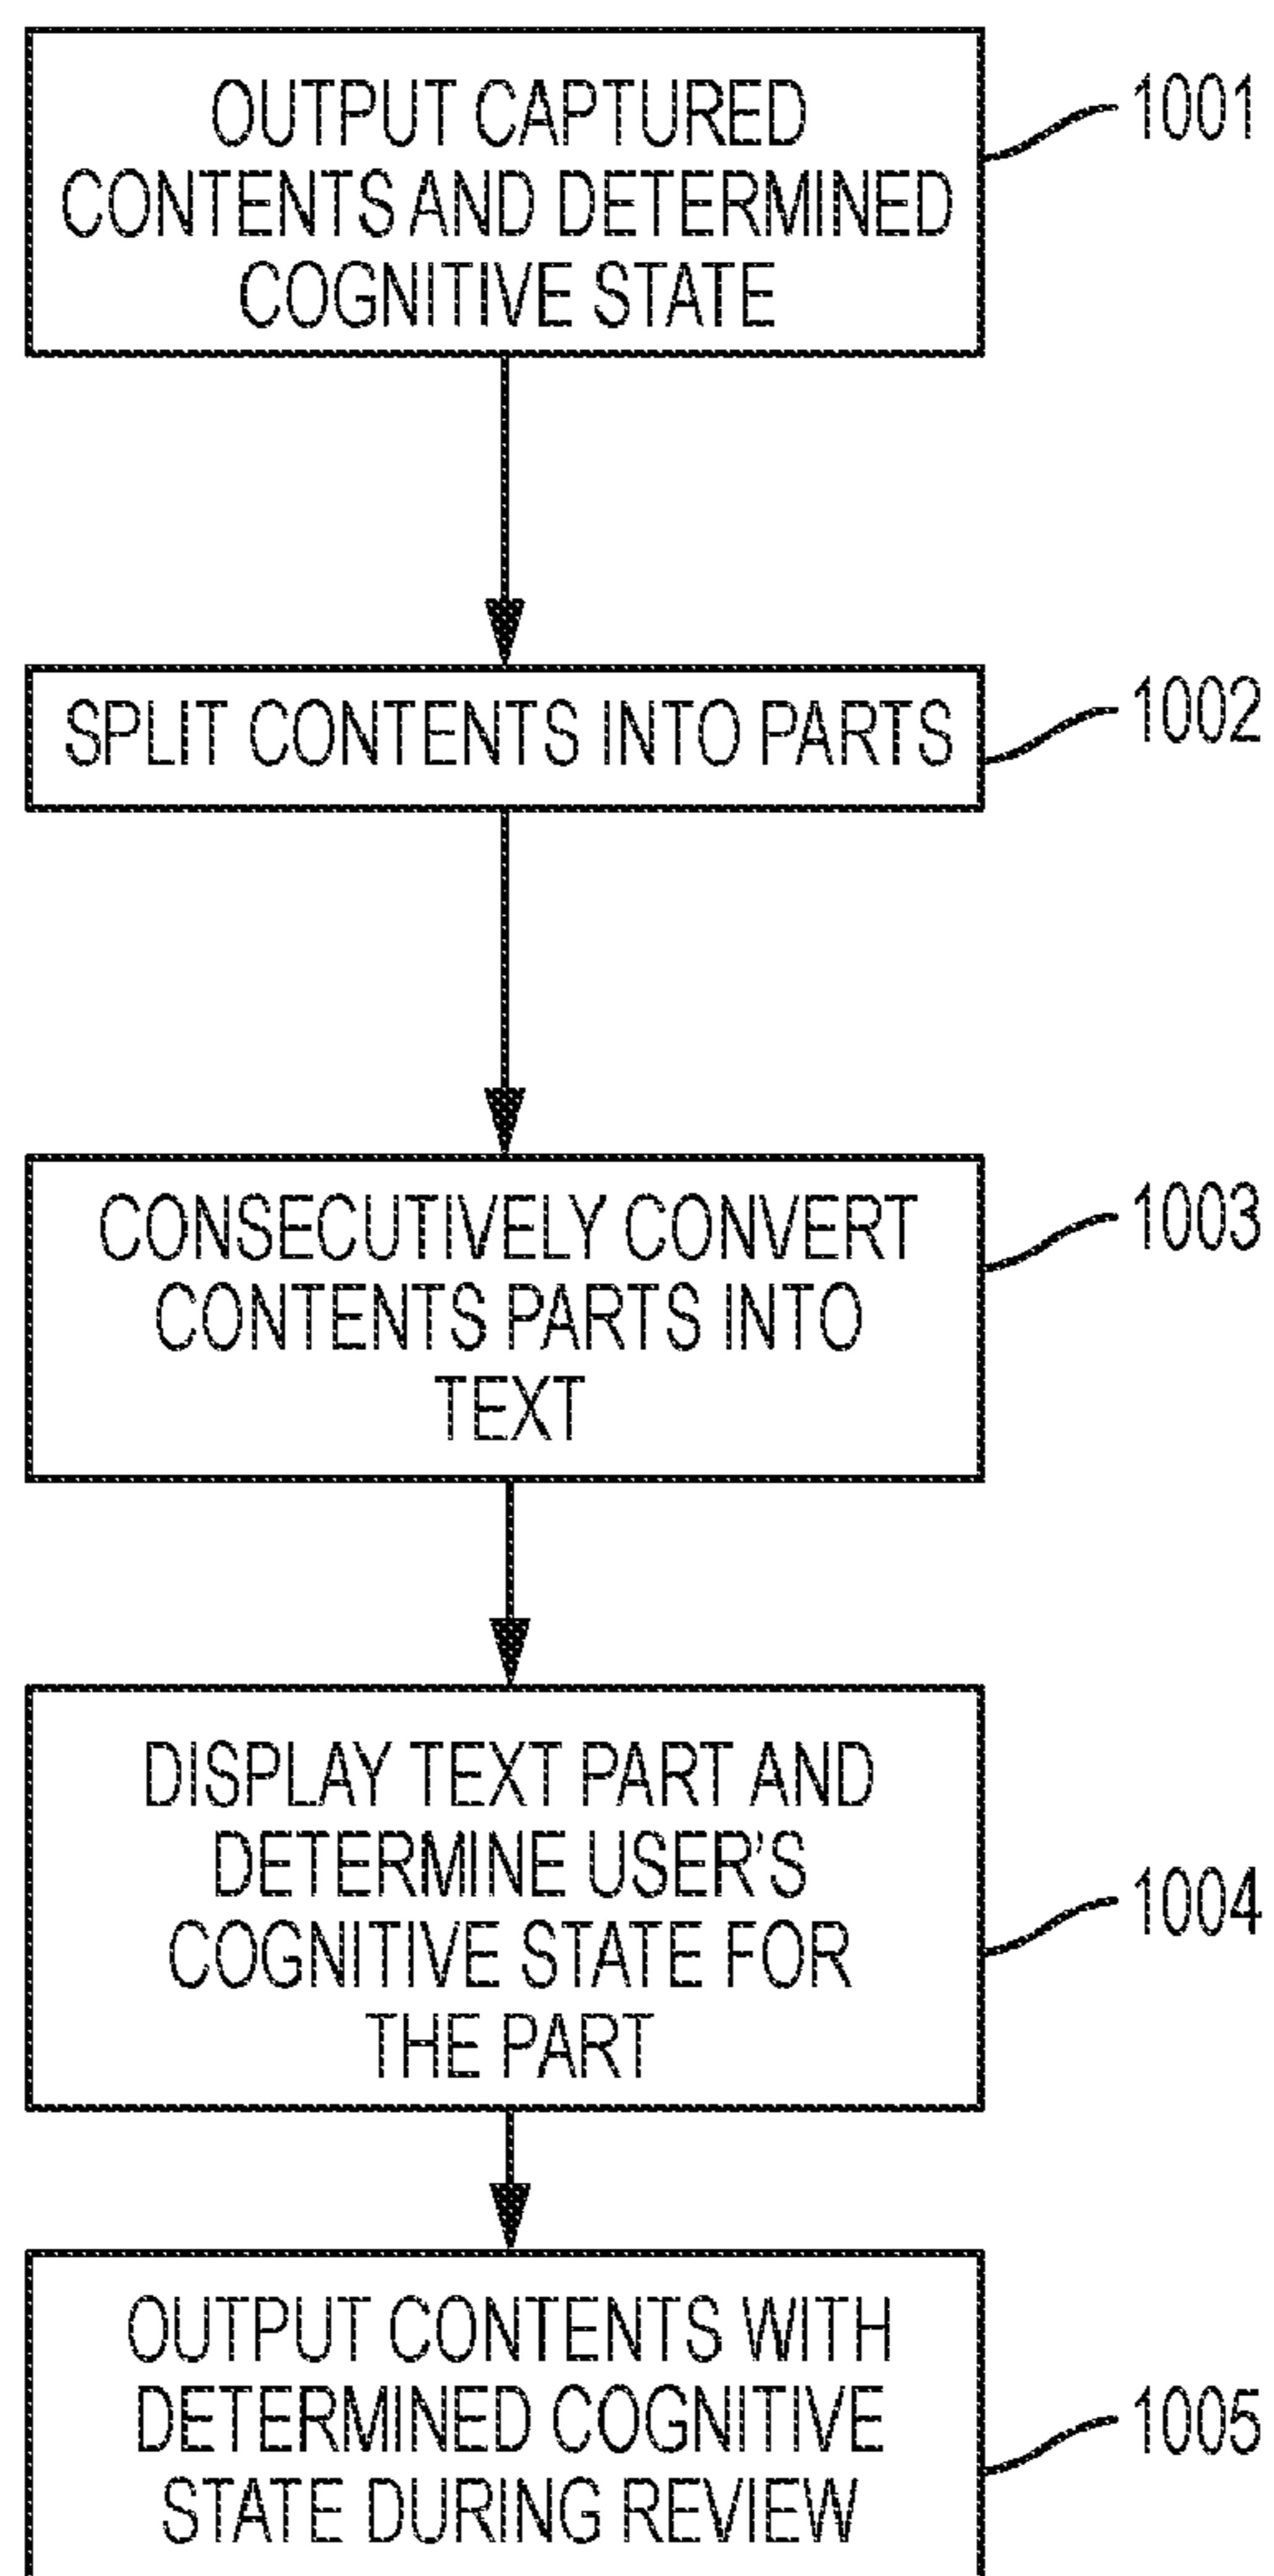 OUTPUT CAPTURED
CONTENTS AND DETERMINED
COGNITIVE STATE
1001
SPLIT CONTENTS INTO PARTS
1002
CONSECUTIVELY CONVERT
CONTENTS PARTS INTO
TEXT
1003
DISPLAY TEXT PART AND
DETERMINE USER'S
COGNITIVE STATE FOR
THE PART
1004
OUTPUT CONTENTS WITH
DETERMINED COGNITIVE
STATE DURING REVIEW
1005